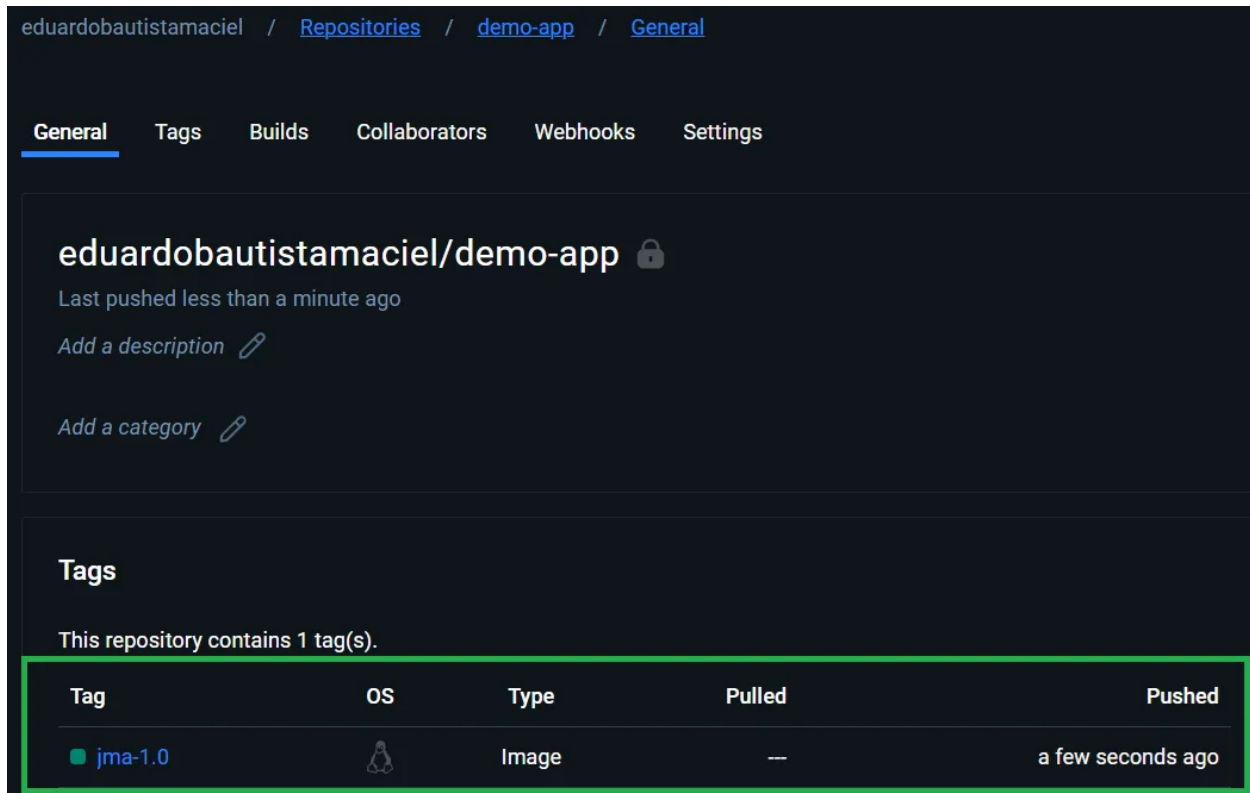 eduardobautistamaciel / Repositories / demo-app / General
General Tags Builds Collaborators Webhooks Settings
eduardobautistamaciel/demo-app
Last pushed less than a minute ago
Add a description
Add a category
Tags
This repository contains 1 tag(s).
Tag OS Type Pulled Pushed
jma-1.0 Image --- a few seconds ago